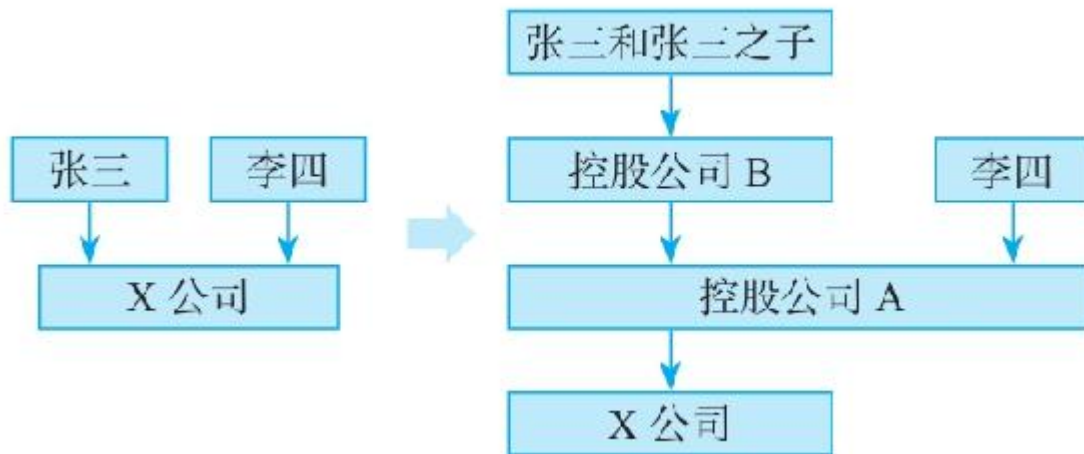 张三
李四
X 公司
张三和张三之子
控股公司 B
李四
控股公司 A
X 公司